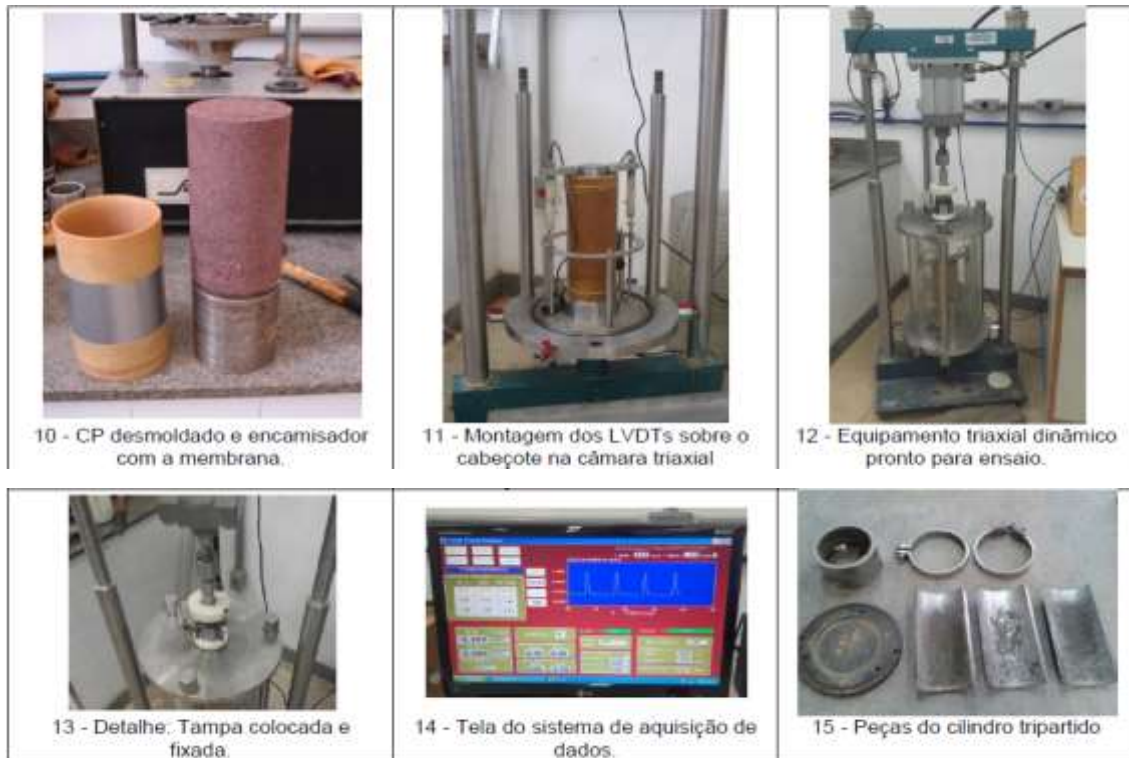 10 - CP desmoldado e encamisador
com a membrana.
11 - Montagem dos LVDTs sobre o
cabeçote na câmara triaxial
12 - Equipamento triaxial dinâmico
pronto para ensaio.
13 - Detalhe: Tampa colocada e
fixada.
14 - Tela do sistema de aquisição de
dados.
15 - Peças do cilindro tripartido